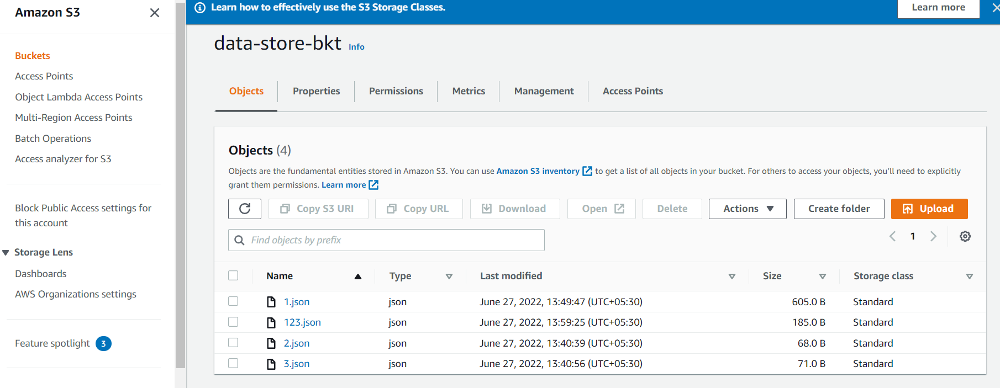 Amazon S3
Buckets
Access Points
Object Lambda Access Points
Multi-Region Access Points
Batch Operations
Access analyzer for S3
Block Public Access settings for
this account
Storage Lens
Dashboards
AWS Organizations settings
Feature spotlight 3
Learn how to effectively use the S3 Storage Classes. Learn more
data-store-bkt Info
Objects Properties Permissions Metrics Management Access Points
Objects (4)
Objects are the fundamental entities stored in Amazon S3. You can use Amazon S3 inventory to get a list of all objects in your bucket. For others to access your objects, you'll need to explicitly
grant them permissions. Learn more
Copy S3 URI Copy URL Download Open Delete Actions Create folder Upload
Find objects by prefix 1
Name Type Last modified Size Storage class
1.json json June 27, 2022, 13:49:47 (UTC+05:30) 605.0 B Standard
123.json json June 27, 2022, 13:59:25 (UTC+05:30) 185.0 B Standard
2.json json June 27, 2022, 13:40:39 (UTC+05:30) 68.0 B Standard
3.json json June 27, 2022, 13:40:56 (UTC+05:30) 71.0 B Standard